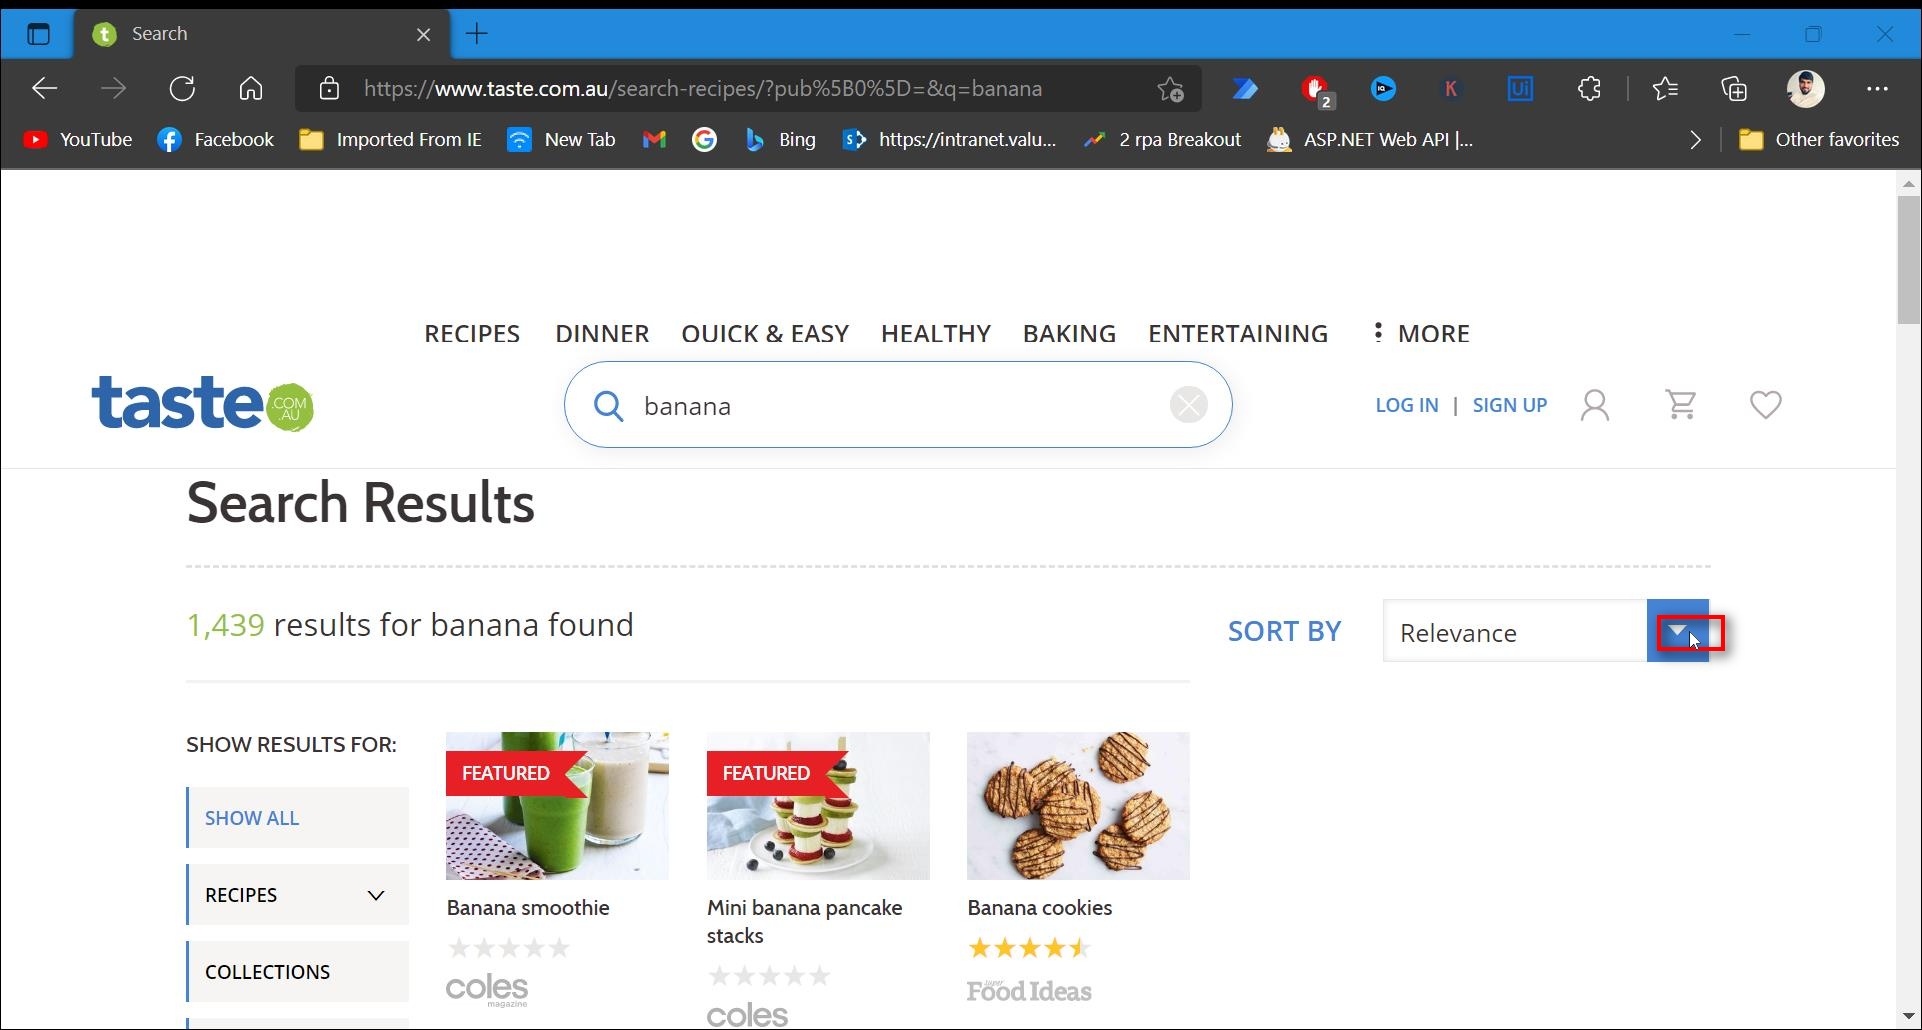 Search
https://www.taste.com.au/search-recipes/?pub%5B0%5D=&q=banana
2
K
Ui
YouTube
Facebook
Imported From IE
New Tab
Bing
https://intranet.valu...
2 rpa Breakout
ASP.NET Web API |...
Other favorites
RECIPES
DINNER
QUICK & EASY
HEALTHY
BAKING
ENTERTAINING
MORE
taste
.COM
.AU
banana
LOG IN | SIGN UP
Search Results
1,439 results for banana found
SORT BY
Relevance
SHOW RESULTS FOR:
SHOW ALL
RECIPES
COLLECTIONS
FEATURED
Banana smoothie
coles
magazine
FEATURED
Mini banana pancake
stacks
coles
Banana cookies
super
Food Ideas